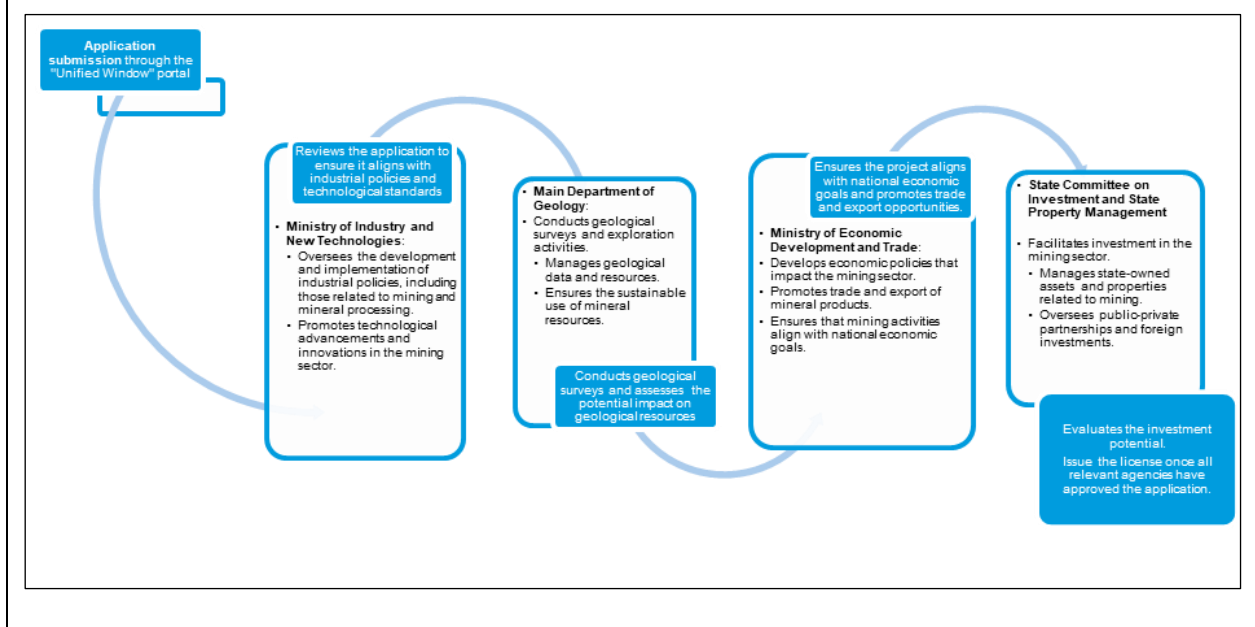 Application
submission through the
"Unified Window" portal
Reviews the application to
ensure it aligns with
industrial policies and
technological standards
• Ministry of Industry and
New Technologies:
• Oversees the development
and implementation of
industrial policies, including
those related to mining and
mineral processing.
• Promotes technological
advancements and
innovations in the mining
sector.
• Main Department of
Geology:
• Conducts geological
surveys and exploration
activities.
• Manages geological
data and resources.
• Ensures the sustainable
use of mineral
resources.
Conducts geological
surveys and assesses the
potential impact on
geological resources
Ensures the project aligns
with national economic
goals and promotes trade
and export opportunities.
• Ministry of Economic
Development and Trade:
• Develops economic policies that
impact the mining sector.
• Promotes trade and export of
mineral products.
• Ensures that mining activities
align with national economic
goals.
• State Committee on
Investment and State
Property Management
• Facilitates investment in the
mining sector.
• Manages state-owned
assets and properties
related to mining.
• Oversees public-private
partnerships and foreign
investments.
Evaluates the investment
potential.
Issue the license once all
relevant agencies have
approved the application.